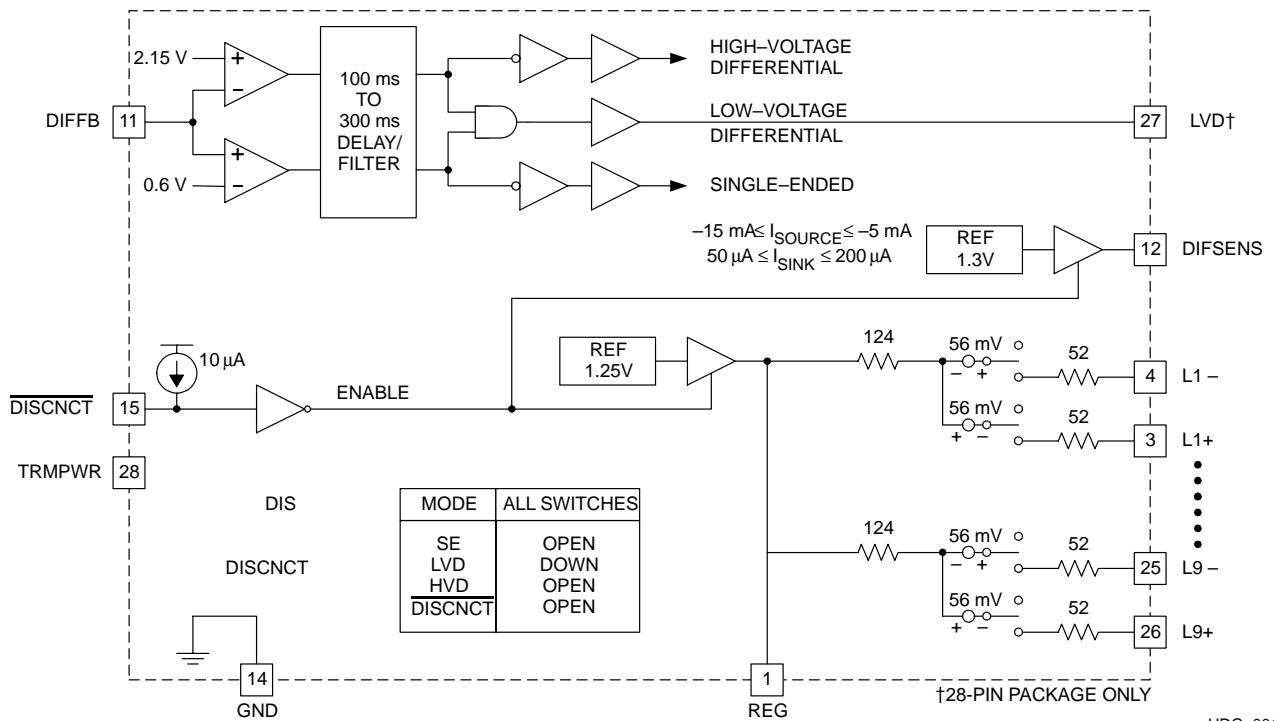 2.15 V
+
−
DIFFB
11
+
−
0.6 V
100 ms
TO
300 ms
DELAY/
FILTER
HIGH–VOLTAGE
DIFFERENTIAL
LOW–VOLTAGE
DIFFERENTIAL
SINGLE–ENDED
27
LVD†
–15 mA≤ ISOURCE ≤ –5 mA
50 µA ≤ ISINK ≤ 200 µA
REF
1.3V
12
DIFSENS
10 µA
DISCNCT
15
ENABLE
REF
1.25V
124
56 mV
− +
52
4
L1 –
56 mV
+ −
52
3
L1+
TRMPWR
28
DIS
DISCNCT
MODE ALL SWITCHES
SE OPEN
LVD DOWN
HVD OPEN
DISCNCT OPEN
124
56 mV
− +
52
25
L9 –
56 mV
+ −
52
26
L9+
14
GND
1
REG
†28-PIN PACKAGE ONLY